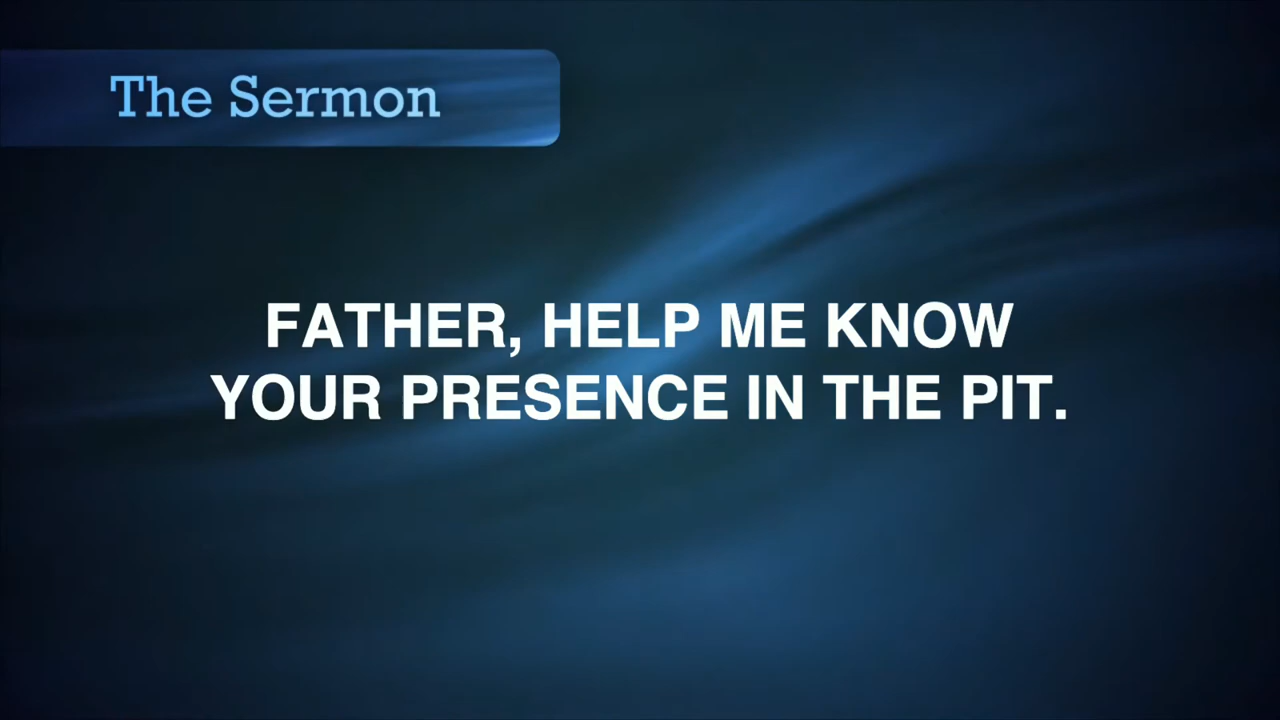 The Sermon
FATHER, HELP ME KNOW
YOUR PRESENCE IN THE PIT.